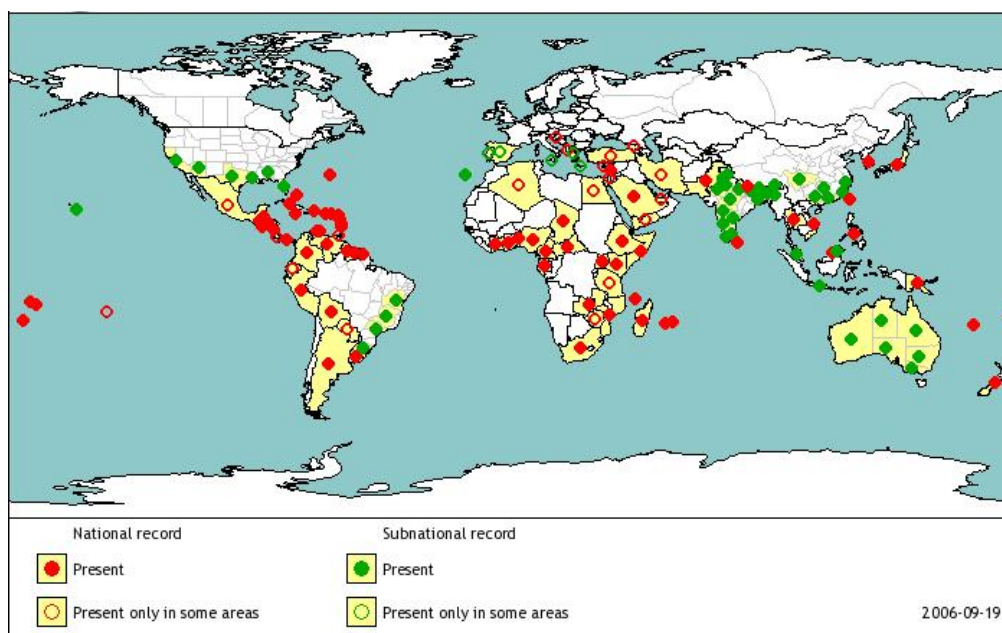 National record
Subnational record
Present
Present
Present only in some areas
Present only in some areas
2006-09-19